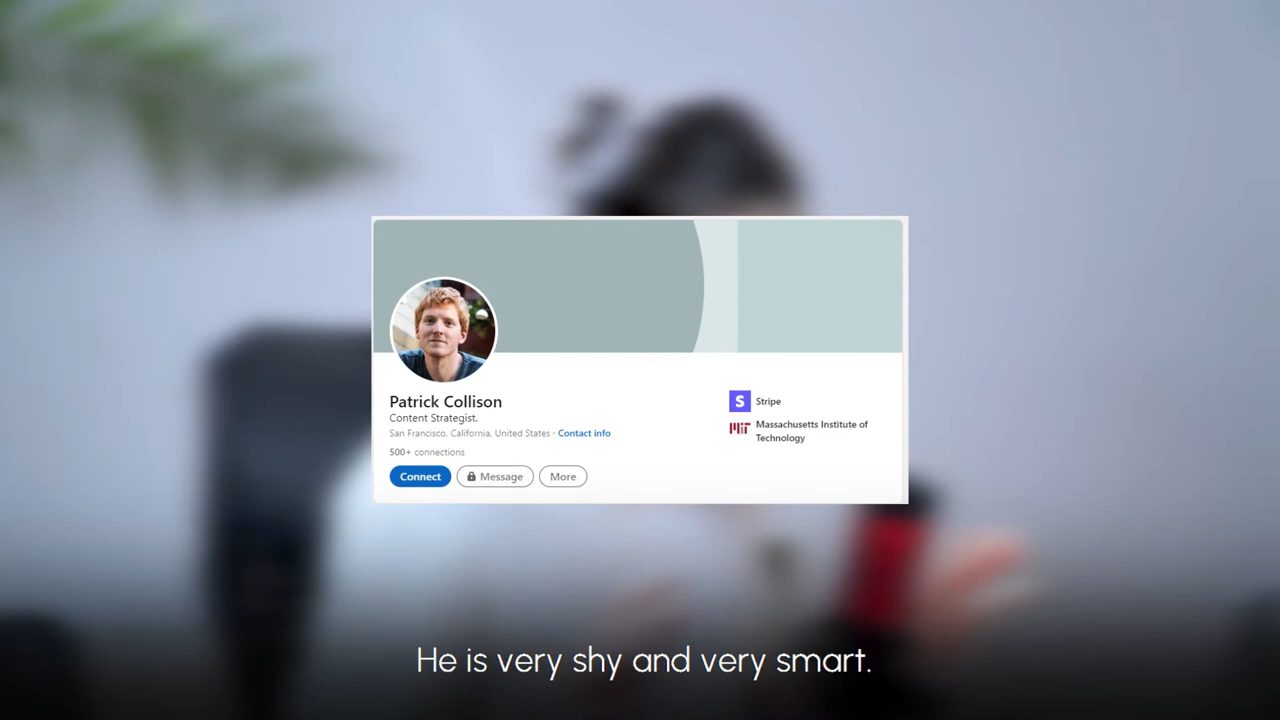 Patrick Collison
Content Strategist.
San Francisco, California, United States · Contact info
500+ connections
Connect
Message
More
S
Stripe
MIT
Massachusetts Institute of
Technology
He is very shy and very smart.